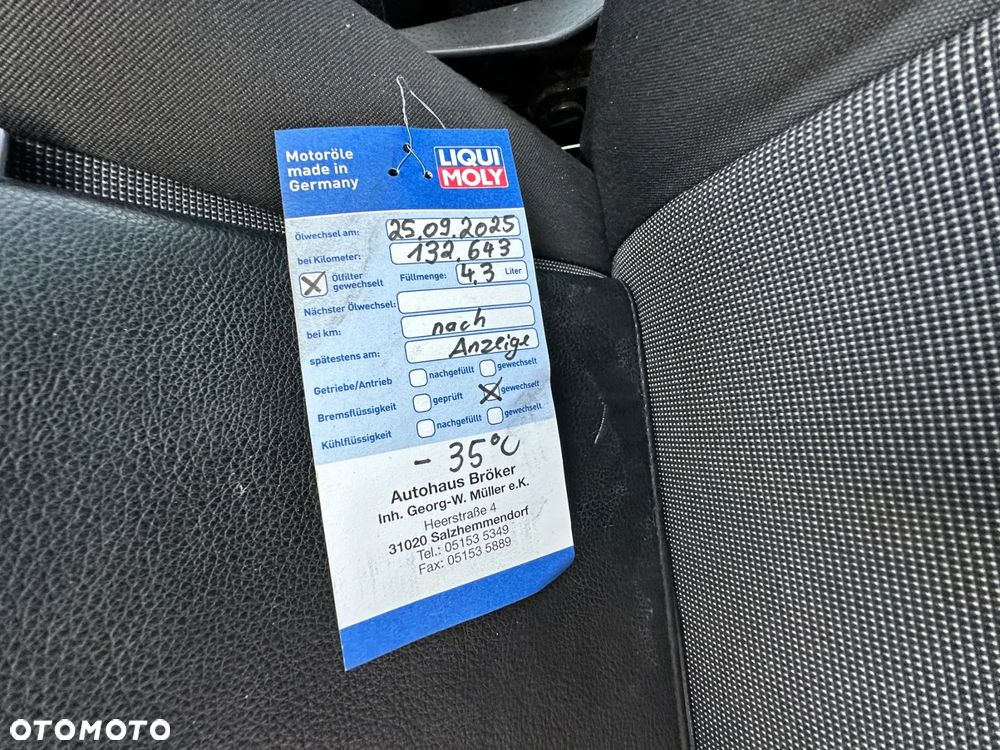 Motoröle
made in
Germany
LIQUI
MOLY
Ölwechsel am: 25.09.2025
bei Kilometer: 132.643
Ölfilter
gewechselt
Füllmenge: 4,3 Liter
Nächster Ölwechsel:
bei km: nach
spätestens am: Anzeige
Getriebe/Antrieb nachgefüllt gewechselt
Bremsflüssigkeit geprüft gewechselt
Kühlflüssigkeit nachgefüllt gewechselt
- 35°C
Autohaus Bröker
Inh. Georg-W. Müller e.K.
Heerstraße 4
31020 Salzhemmendorf
Tel.: 05153 5349
Fax: 05153 5889
OTOMOTO